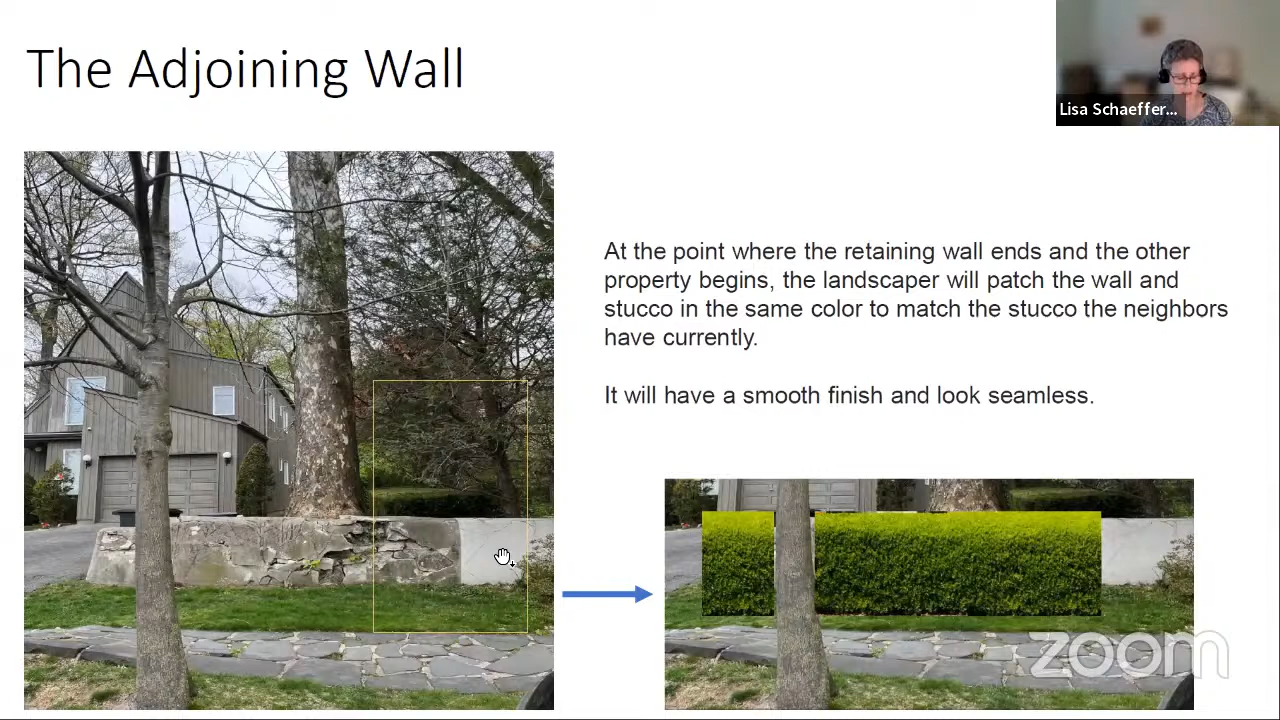 The Adjoining Wall
Lisa Schaeffer...
At the point where the retaining wall ends and the other
property begins, the landscaper will patch the wall and
stucco in the same color to match the stucco the neighbors
have currently.
It will have a smooth finish and look seamless.
zoom